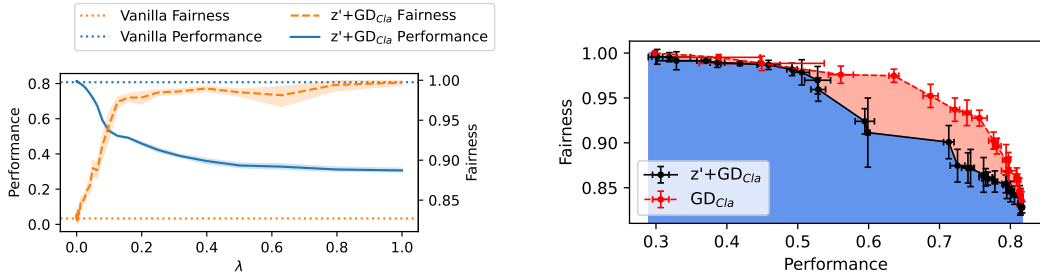 Vanilla Fairness
Vanilla Performance
z'+GD_Cla Fairness
z'+GD_Cla Performance
Performance
0.8
0.6
0.4
0.2
0.0
1.00
0.95
0.90
0.85
Fairness
0.0 0.2 0.4 0.6 0.8 1.0
λ
Fairness
1.00
0.95
0.90
0.85
z'+GD_Cla
GD_Cla
0.3 0.4 0.5 0.6 0.7 0.8
Performance